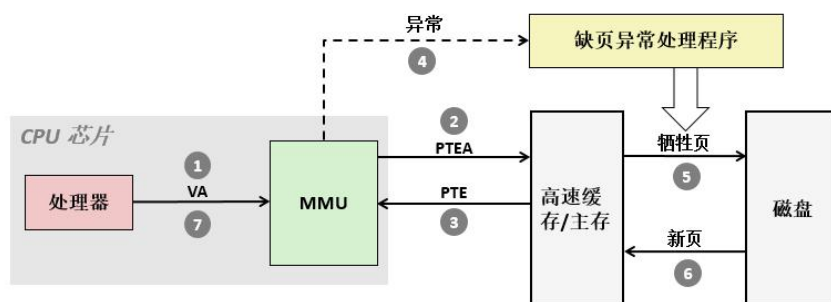 异常
4
缺页异常处理程序
CPU 芯片
1
VA
7
处理器
MMU
2
PTEA
PTE
3
高速缓
存/主存
牺牲页
5
新页
6
磁盘